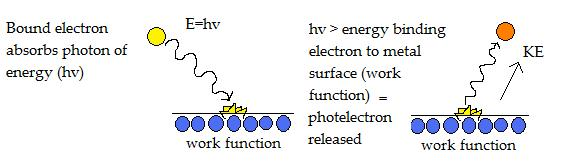 Bound electron
absorbs photon of
energy (hv)
E=hv
work function
hv > energy binding
electron to metal
surface (work
function) =
photelectron
released
KE
work function